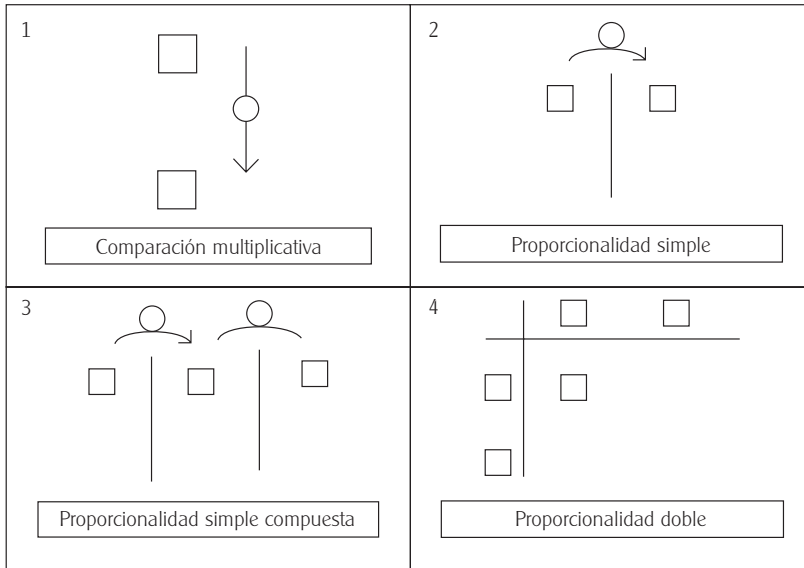 1
Comparación multiplicativa
2
Proporcionalidad simple
3
Proporcionalidad simple compuesta
4
Proporcionalidad doble